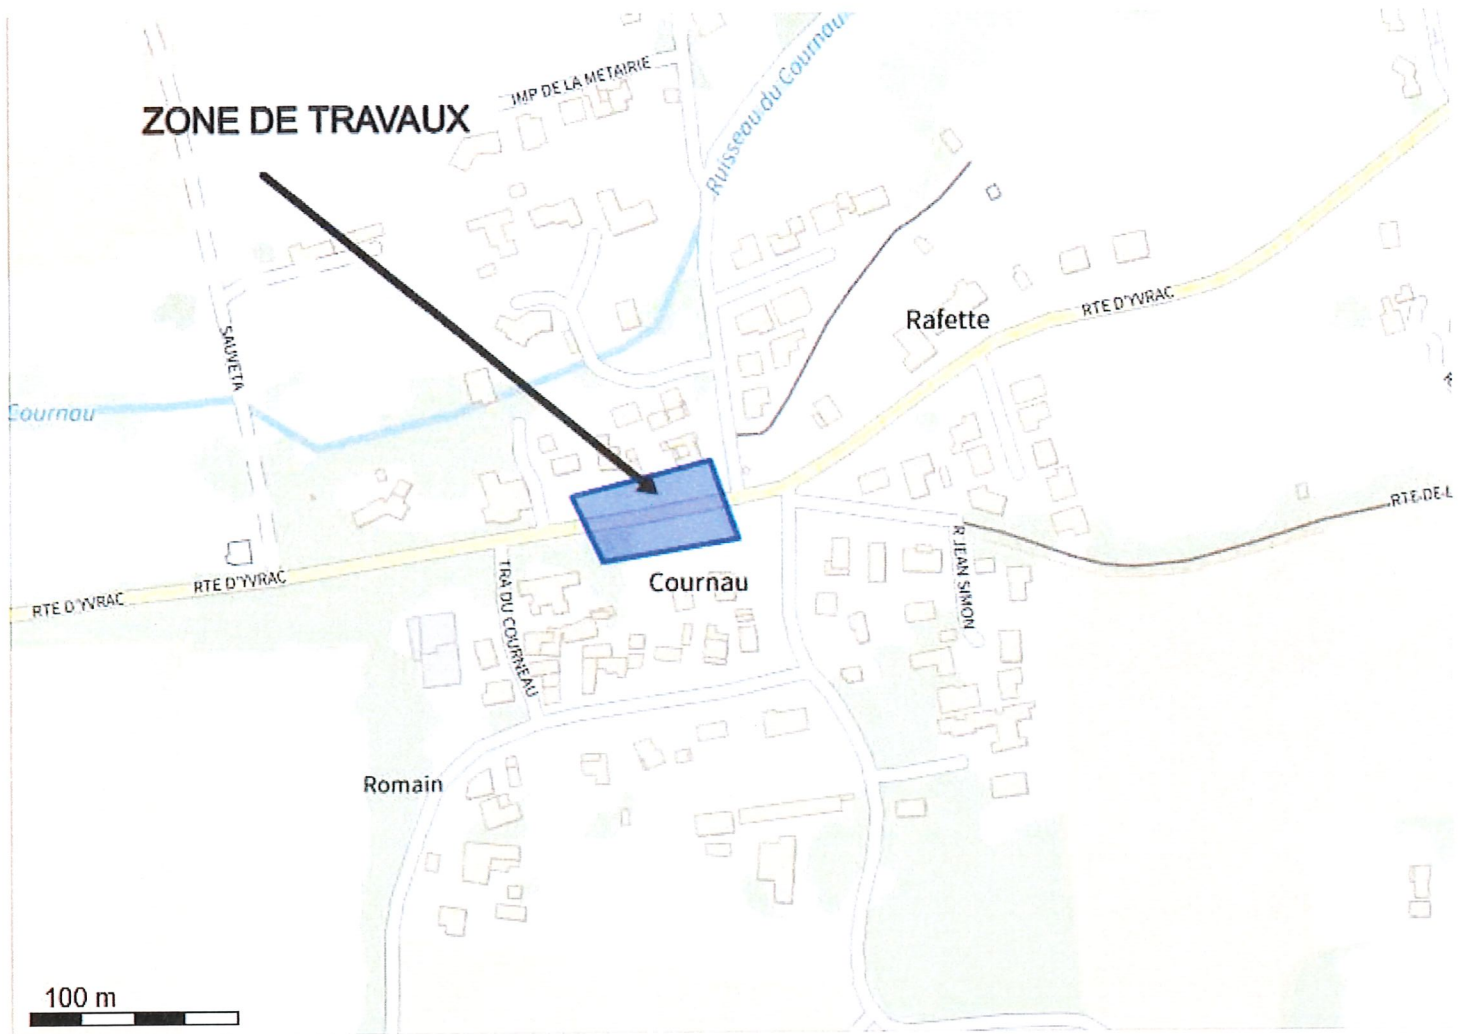 IMP DE LA METAIRIE
Ruisseau du Cournau
ZONE DE TRAVAUX
RTE D'YVRAC
Rafette
SAUVETA
Cournau
RTE-DE-L
R JEAN SIMON
RTE D'YVRAC
RTE D'YVRAC
Cournau
TRA DU COURNEAU
Romain
100 m